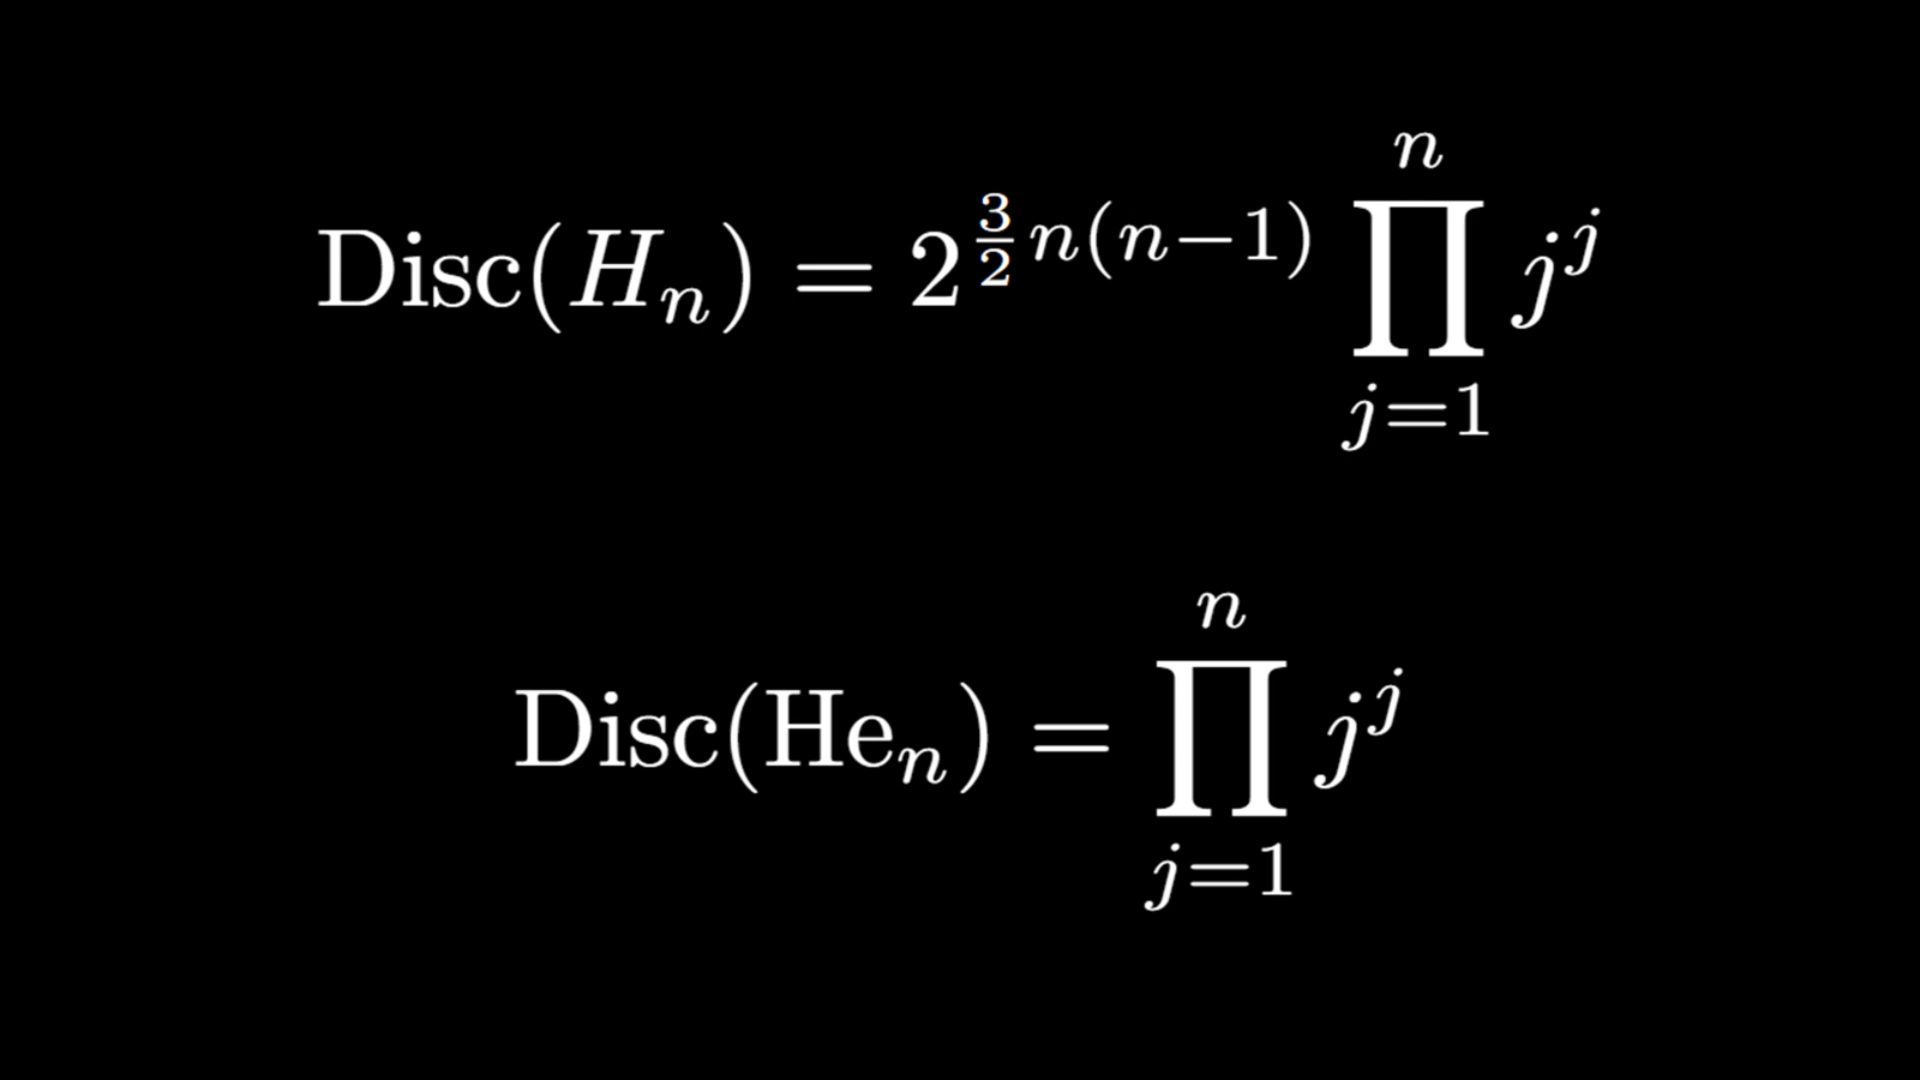 Disc(H_n) = 2^{\frac{3}{2}n(n-1)} \prod_{j=1}^{n} j^j
Disc(He_n) = \prod_{j=1}^{n} j^j